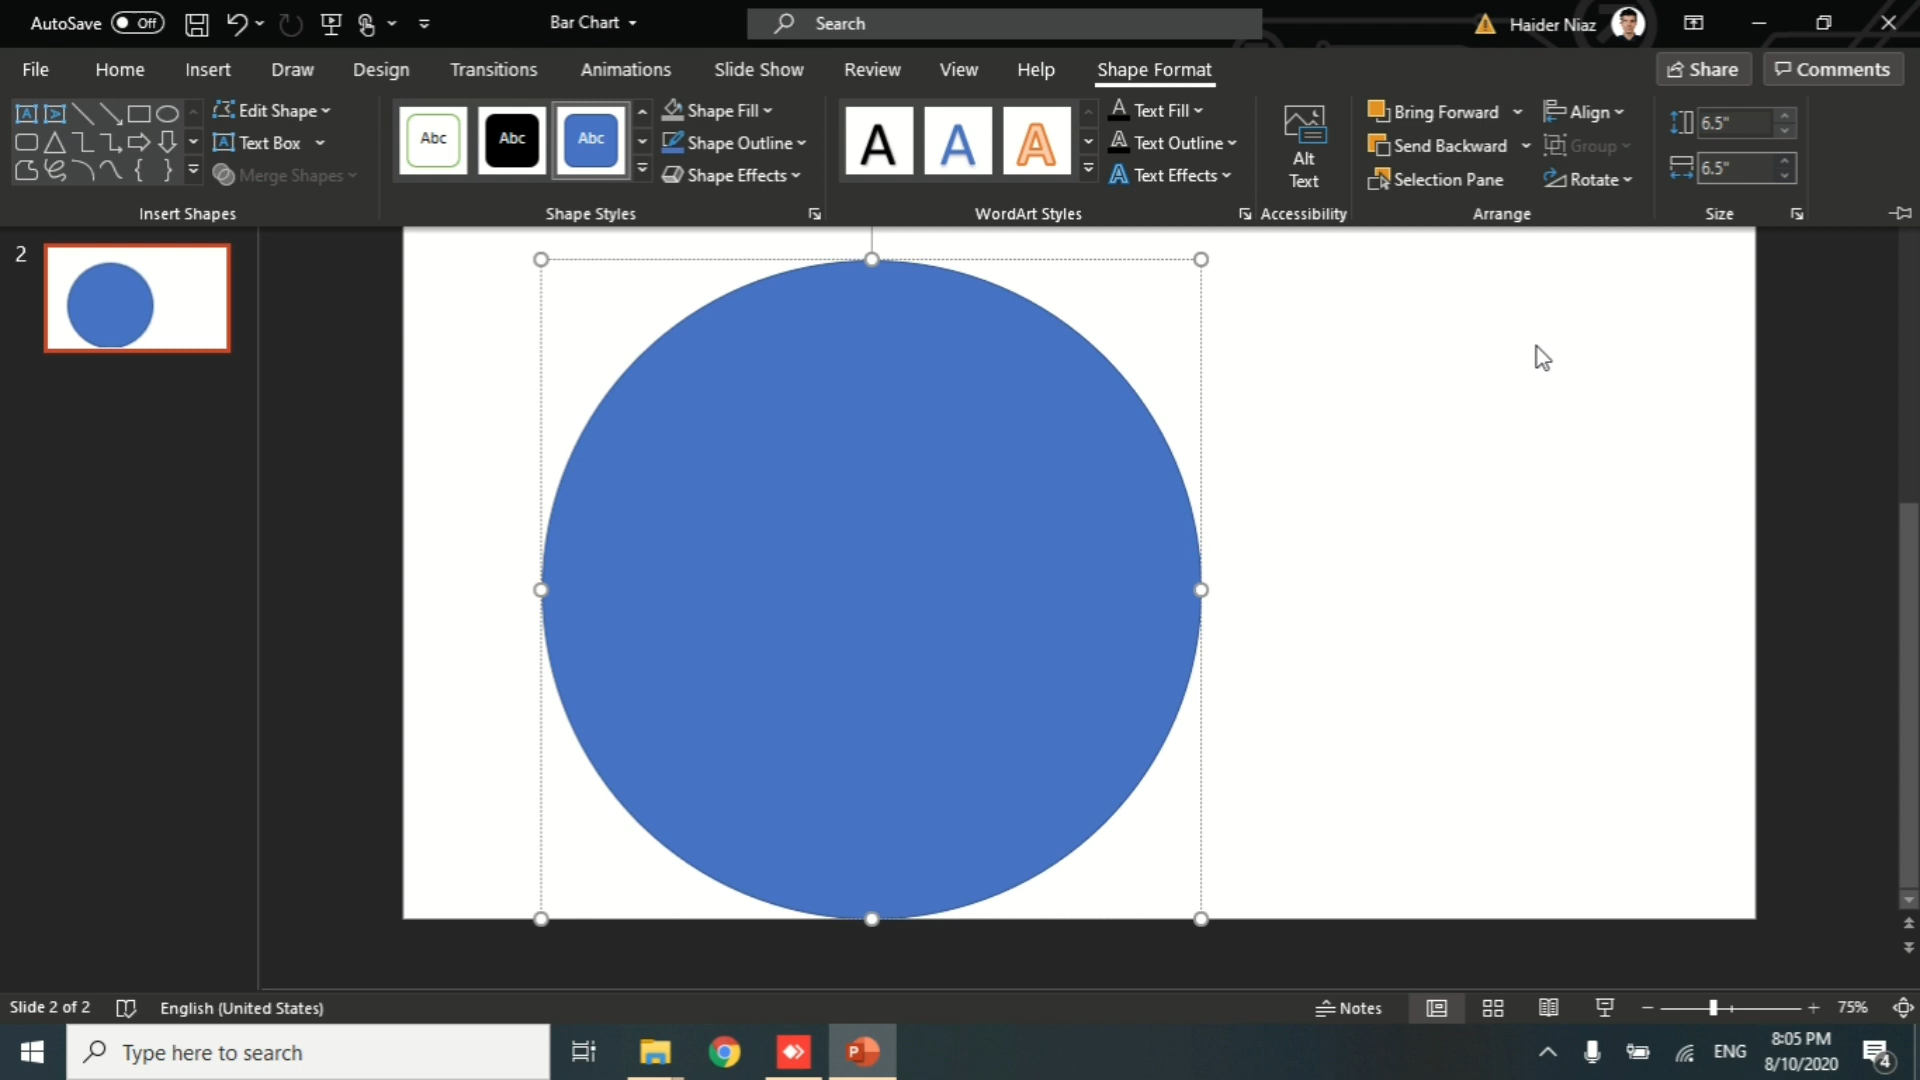 AutoSave Off Bar Chart Search Haider Niaz
File Home Insert Draw Design Transitions Animations Slide Show Review View Help Shape Format Share Comments
Edit Shape
Text Box
Merge Shapes
Insert Shapes
Abc Abc Abc
Shape Fill
Shape Outline
Shape Effects
Shape Styles
A A A
Text Fill
Text Outline
Text Effects
WordArt Styles
Alt
Text
Accessibility
Bring Forward
Send Backward
Selection Pane
Align
Group
Rotate
Arrange
6.5"
6.5"
Size
2
Slide 2 of 2 English (United States) Notes 75%
Type here to search
ENG
8:05 PM
8/10/2020
4